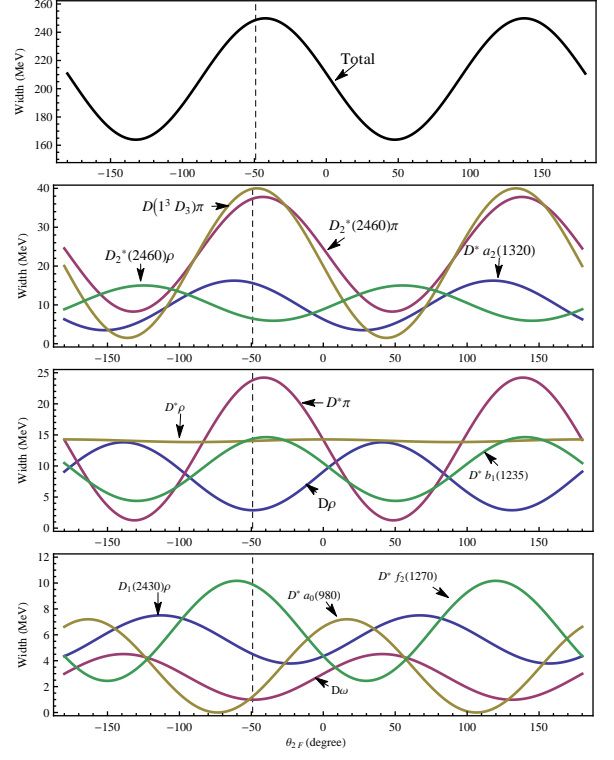 260
240
220
200
180
160
Width (MeV)
Total
−150 −100 −50 0 50 100 150
40
30
20
10
0
Width (MeV)
D(1³ D₃)π
D₂*(2460)π
D₂*(2460)ρ
D* a₂(1320)
−150 −100 −50 0 50 100 150
25
20
15
10
5
0
Width (MeV)
D*ρ
D*π
D* b₁(1235)
Dρ
−150 −100 −50 0 50 100 150
12
10
8
6
4
2
0
Width (MeV)
D₁(2430)ρ
D* a₀(980)
D* f₂(1270)
Dω
−150 −100 −50 0 50 100 150
θ₂F (degree)